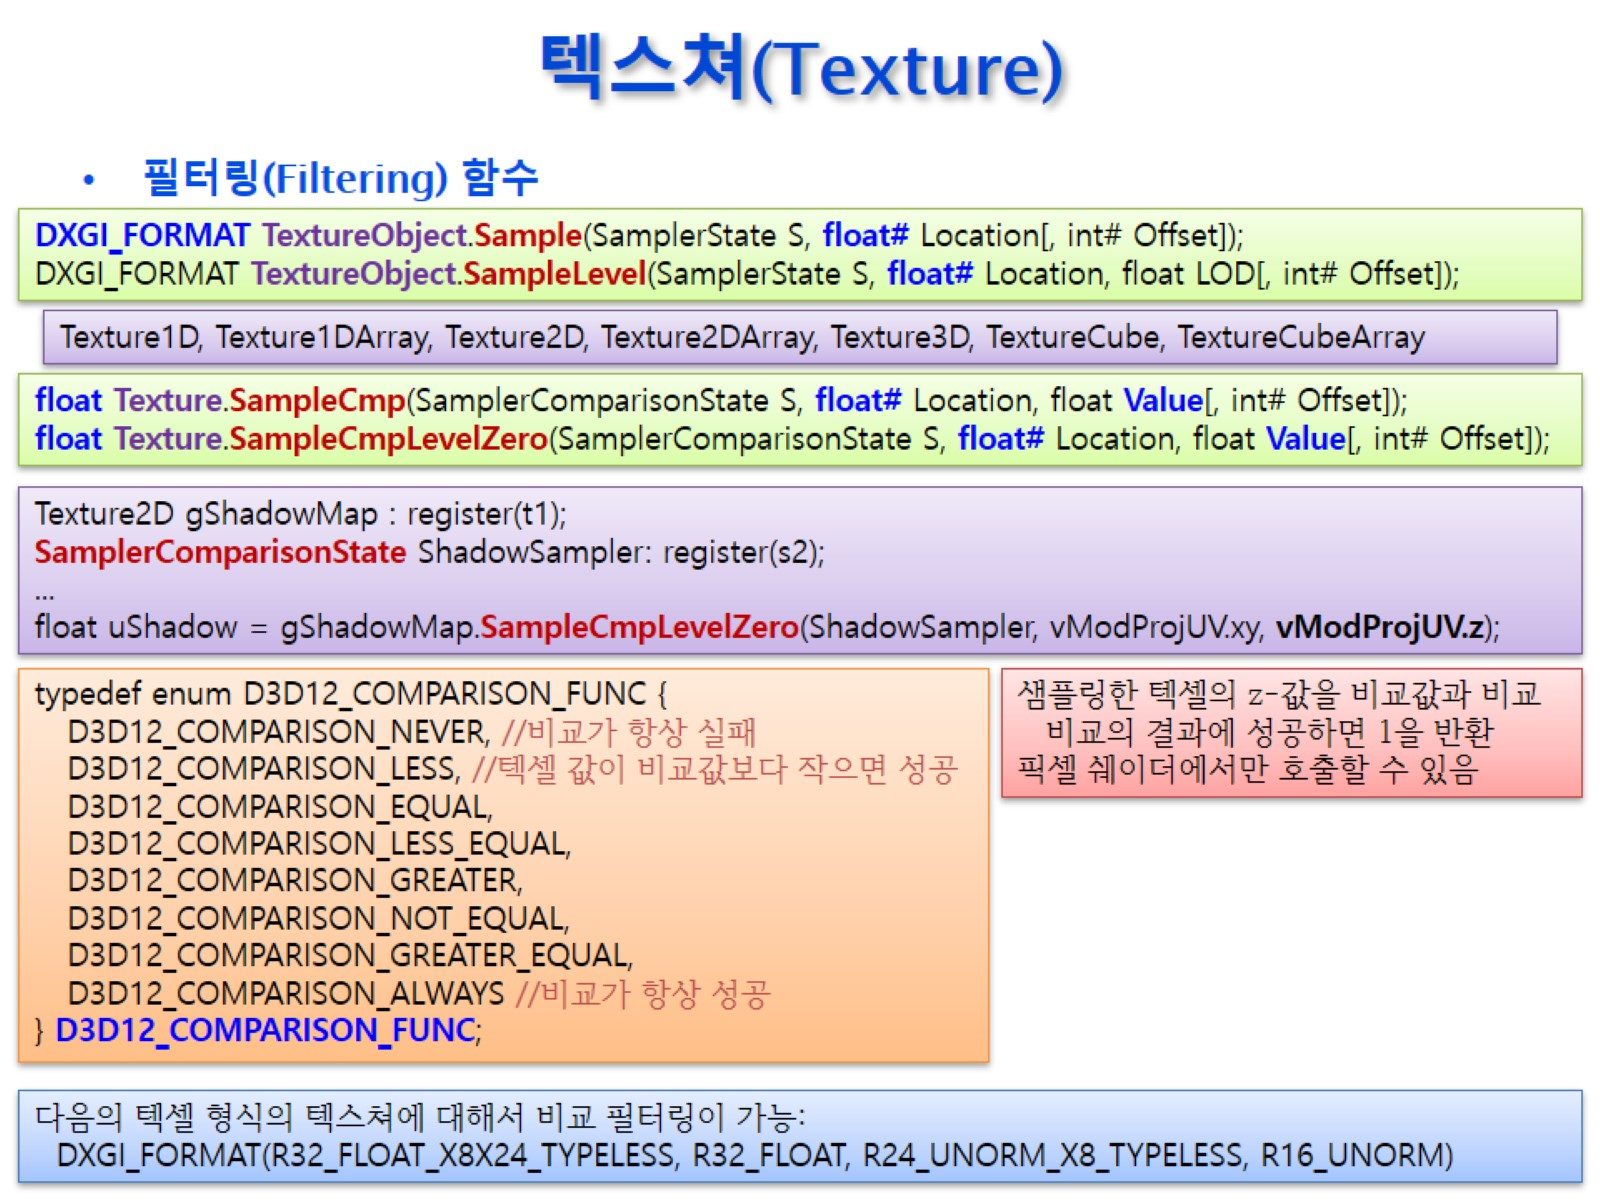 텍스쳐(Texture)
• 필터링(Filtering) 함수
DXGI_FORMAT TextureObject.Sample(SamplerState S, float# Location[, int# Offset]);
DXGI_FORMAT TextureObject.SampleLevel(SamplerState S, float# Location, float LOD[, int# Offset]);
Texture1D, Texture1DArray, Texture2D, Texture2DArray, Texture3D, TextureCube, TextureCubeArray
float Texture.SampleCmp(SamplerComparisonState S, float# Location, float Value[, int# Offset]);
float Texture.SampleCmpLevelZero(SamplerComparisonState S, float# Location, float Value[, int# Offset]);
Texture2D gShadowMap : register(t1);
SamplerComparisonState ShadowSampler: register(s2);
...
float uShadow = gShadowMap.SampleCmpLevelZero(ShadowSampler, vModProjUV.xy, vModProjUV.z);
typedef enum D3D12_COMPARISON_FUNC {
D3D12_COMPARISON_NEVER, //비교가 항상 실패
D3D12_COMPARISON_LESS, //텍셀 값이 비교값보다 작으면 성공
D3D12_COMPARISON_EQUAL,
D3D12_COMPARISON_LESS_EQUAL,
D3D12_COMPARISON_GREATER,
D3D12_COMPARISON_NOT_EQUAL,
D3D12_COMPARISON_GREATER_EQUAL,
D3D12_COMPARISON_ALWAYS //비교가 항상 성공
} D3D12_COMPARISON_FUNC;
샘플링한 텍셀의 z-값을 비교값과 비교
비교의 결과에 성공하면 1을 반환
픽셀 쉐이더에서만 호출할 수 있음
다음의 텍셀 형식의 텍스쳐에 대해서 비교 필터링이 가능:
DXGI_FORMAT(R32_FLOAT_X8X24_TYPELESS, R32_FLOAT, R24_UNORM_X8_TYPELESS, R16_UNORM)